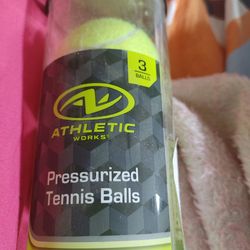 3
BALLS
ATHLETIC
WORKS
Pressurized
Tennis Balls